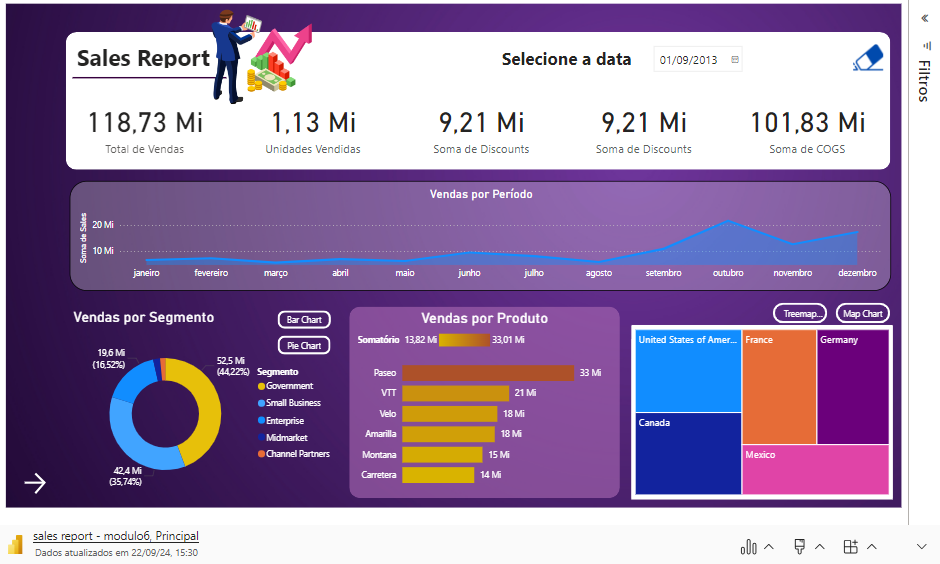 Sales Report
Selecione a data
01/09/2013
Filtros
118,73 Mi
Total de Vendas
1,13 Mi
Unidades Vendidas
9,21 Mi
Soma de Discounts
9,21 Mi
Soma de Discounts
101,83 Mi
Soma de COGS
Vendas por Período
Soma de Sales
20 Mi
10 Mi
janeiro fevereiro março abril maio junho julho agosto setembro outubro novembro dezembro
Vendas por Segmento
Bar Chart
Pie Chart
19,6 Mi
(16,52%)
52,5 Mi
(44,22%)
42,4 Mi
(35,74%)
Segmento
Government
Small Business
Enterprise
Midmarket
Channel Partners
Vendas por Produto
Somatório 13,82 Mi 33,01 Mi
Paseo 33 Mi
VTT 21 Mi
Velo 18 Mi
Amarilla 18 Mi
Montana 15 Mi
Carretera 14 Mi
Treemap...
Map Chart
United States of Amer...
France
Germany
Canada
Mexico
sales report - modulo6, Principal
Dados atualizados em 22/09/24, 15:30